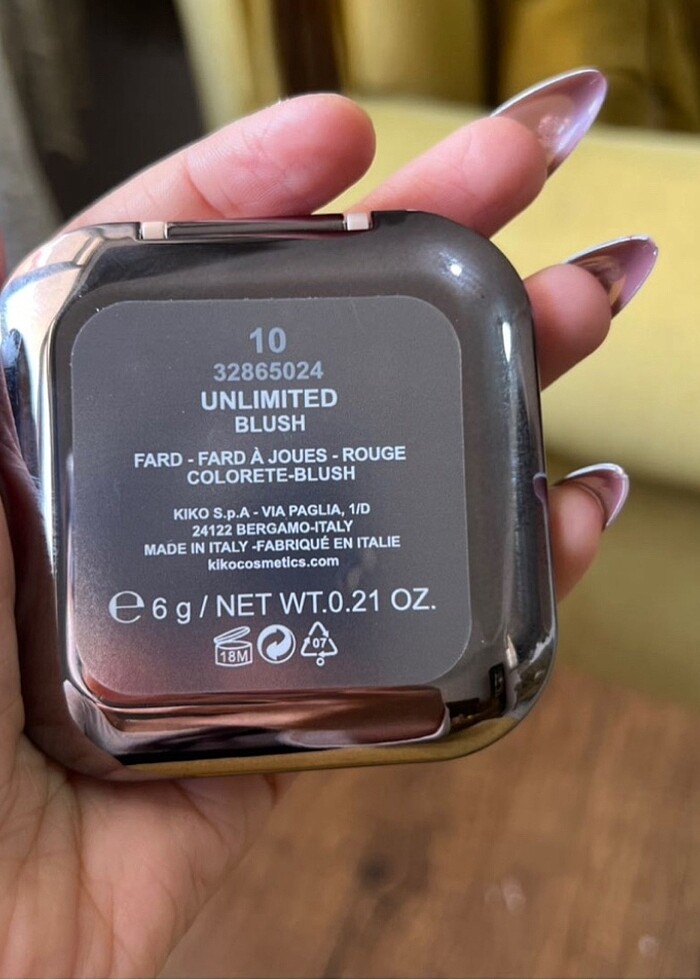 10
32865024
UNLIMITED
BLUSH
FARD - FARD À JOUES - ROUGE
COLORETE-BLUSH
KIKO S.p.A - VIA PAGLIA, 1/D
24122 BERGAMO-ITALY
MADE IN ITALY -FABRIQUÉ EN ITALIE
kikocosmetics.com
℮ 6 g / NET WT.0.21 OZ.
18M 07